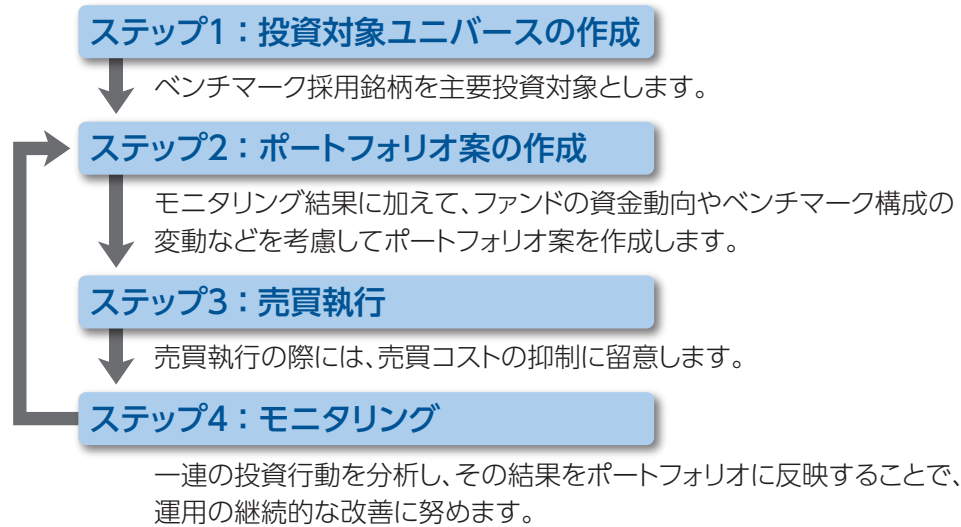 ステップ1：投資対象ユニバースの作成
ベンチマーク採用銘柄を主要投資対象とします。
ステップ2：ポートフォリオ案の作成
モニタリング結果に加えて、ファンドの資金動向やベンチマーク構成の
変動などを考慮してポートフォリオ案を作成します。
ステップ3：売買執行
売買執行の際には、売買コストの抑制に留意します。
ステップ4：モニタリング
一連の投資行動を分析し、その結果をポートフォリオに反映することで、
運用の継続的な改善に努めます。